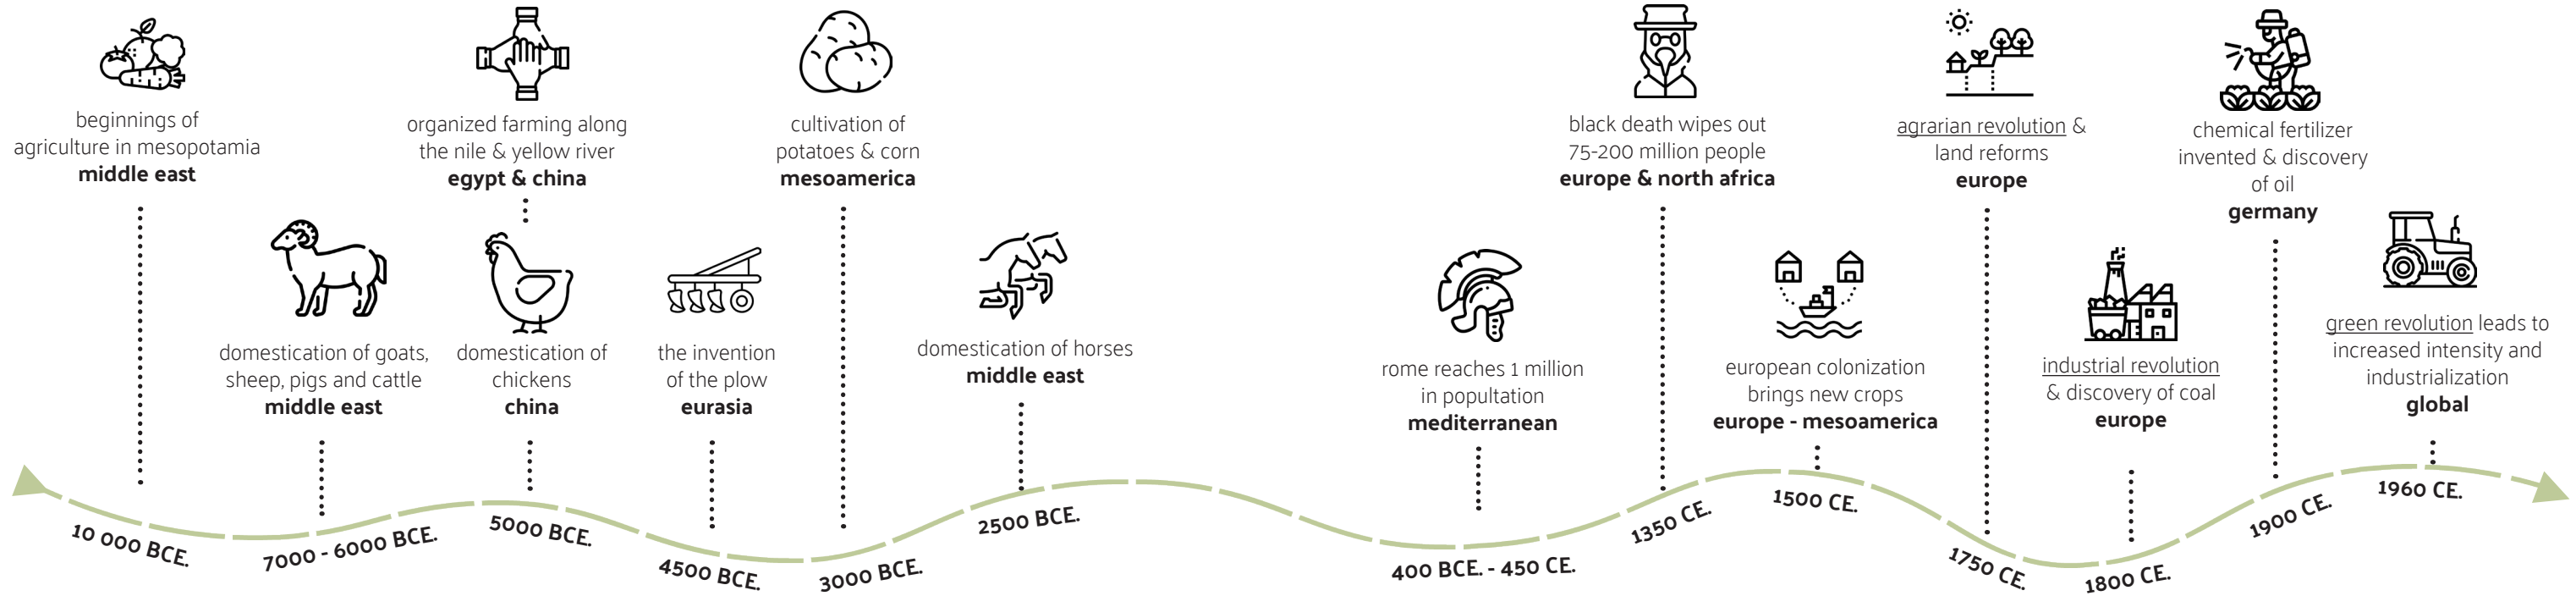 beginnings of
agriculture in mesopotamia
middle east
10 000 BCE.
domestication of goats,
sheep, pigs and cattle
middle east
7000 - 6000 BCE.
organized farming along
the nile & yellow river
egypt & china
domestication of
chickens
china
5000 BCE.
the invention
of the plow
eurasia
4500 BCE.
cultivation of
potatoes & corn
mesoamerica
3000 BCE.
domestication of horses
middle east
2500 BCE.
rome reaches 1 million
in popultation
mediterranean
400 BCE. - 450 CE.
black death wipes out
75-200 million people
europe & north africa
1350 CE.
european colonization
brings new crops
europe - mesoamerica
1500 CE.
agrarian revolution &
land reforms
europe
1750 CE.
industrial revolution
& discovery of coal
europe
1800 CE.
chemical fertilizer
invented & discovery
of oil
germany
1900 CE.
green revolution leads to
increased intensity and
industrialization
global
1960 CE.